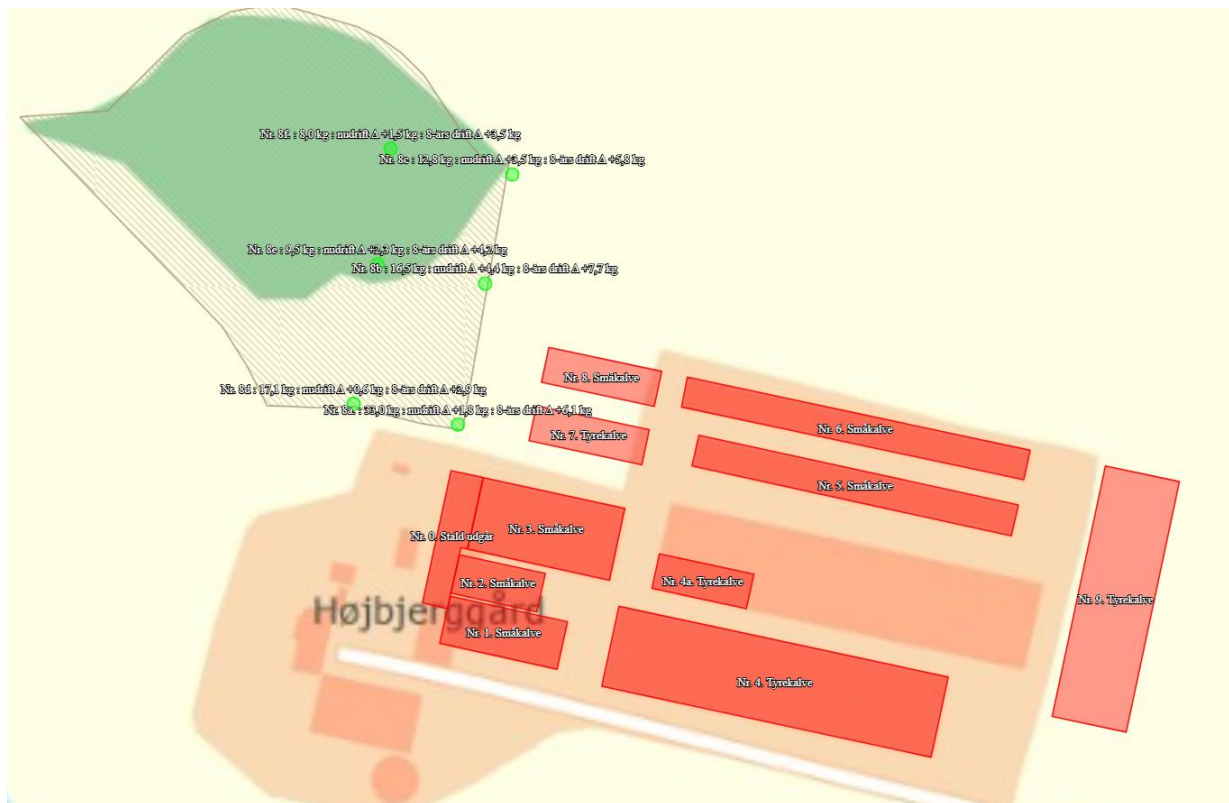 Nr. 8f. : 8,0 kg : nudrift Δ +1,5 kg : 8-års drift Δ +3,5 kg
Nr. 8c : 12,8 kg : nudrift Δ +3,5 kg : 8-års drift Δ +5,8 kg
Nr. 8e : 9,5 kg : nudrift Δ +2,3 kg : 8-års drift Δ +4,2 kg
Nr. 8b : 16,5 kg : nudrift Δ +4,4 kg : 8-års drift Δ +7,7 kg
Nr. 8d : 17,1 kg : nudrift Δ +0,6 kg : 8-års drift Δ +2,9 kg
Nr. 8a : 33,0 kg : nudrift Δ +1,8 kg : 8-års drift Δ +6,1 kg
Nr. 8. Småkalve
Nr. 7. Tyrekalve
Nr. 6. Småkalve
Nr. 5. Småkalve
Nr. 3. Småkalve
Nr. 0. Stald udgår
Nr. 2. Småkalve
Nr. 4a. Tyrekalve
Nr. 9. Tyrekalve
Højbjerggård
Nr. 1. Småkalve
Nr. 4. Tyrekalve